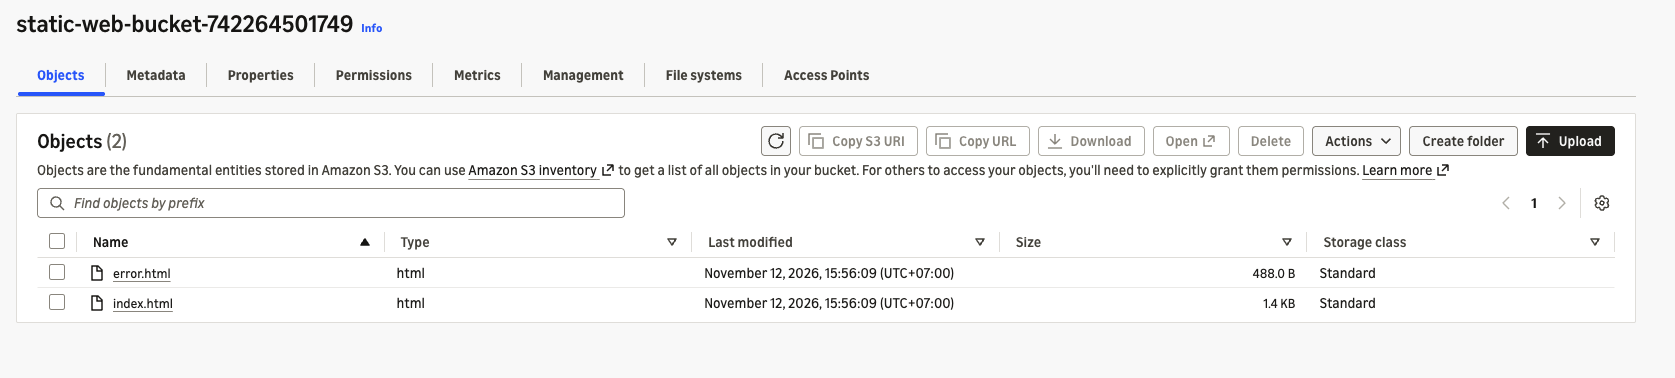 static-web-bucket-742264501749 Info
Objects Metadata Properties Permissions Metrics Management File systems Access Points
Objects (2) Copy S3 URI Copy URL Download Open Delete Actions Create folder Upload
Objects are the fundamental entities stored in Amazon S3. You can use Amazon S3 inventory to get a list of all objects in your bucket. For others to access your objects, you'll need to explicitly grant them permissions. Learn more
Find objects by prefix 1
Name Type Last modified Size Storage class
error.html html November 12, 2026, 15:56:09 (UTC+07:00) 488.0 B Standard
index.html html November 12, 2026, 15:56:09 (UTC+07:00) 1.4 KB Standard